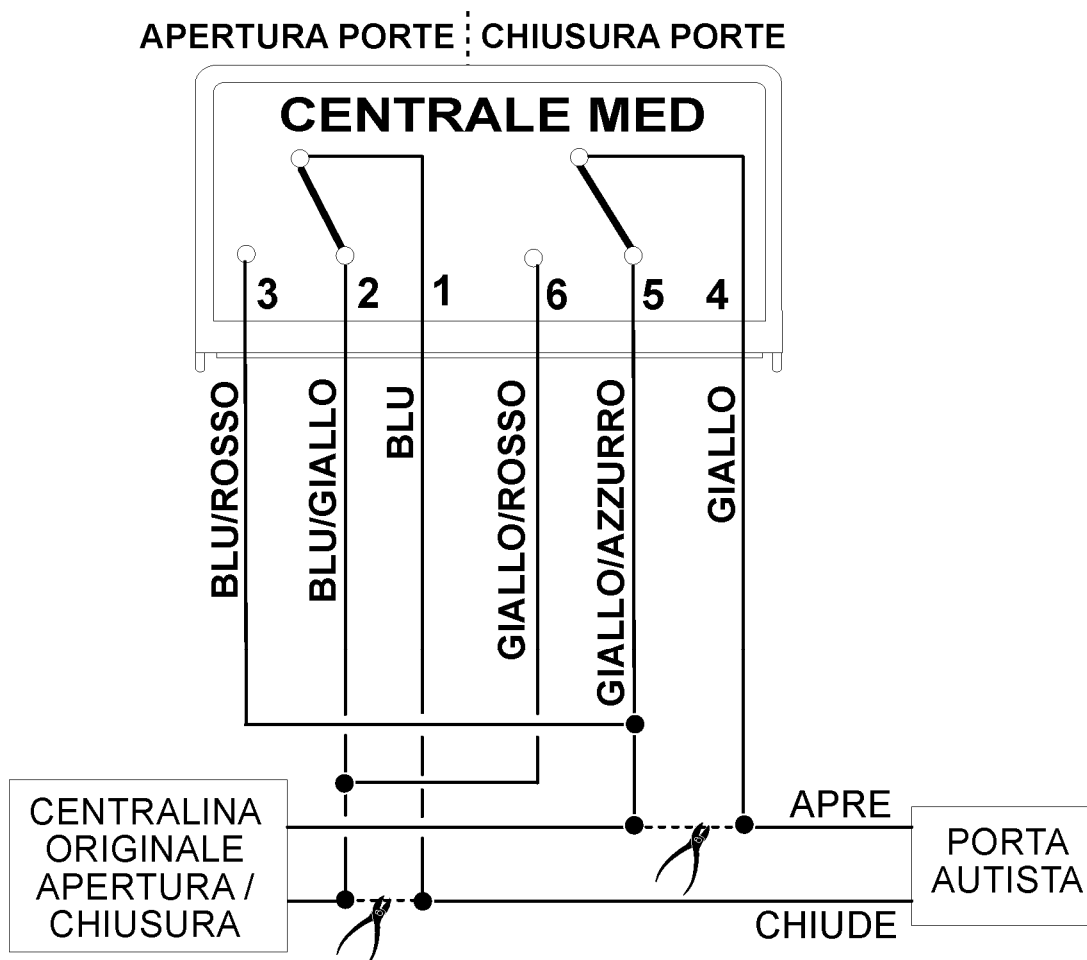 APERTURA PORTE CHIUSURA PORTE
CENTRALE MED
3 2 1 6 5 4
BLU/ROSSO
BLU/GIALLO
BLU
GIALLO/ROSSO
GIALLO/AZZURRO
GIALLO
CENTRALINA
ORIGINALE
APERTURA /
CHIUSURA
APRE
CHIUDE
PORTA
AUTISTA